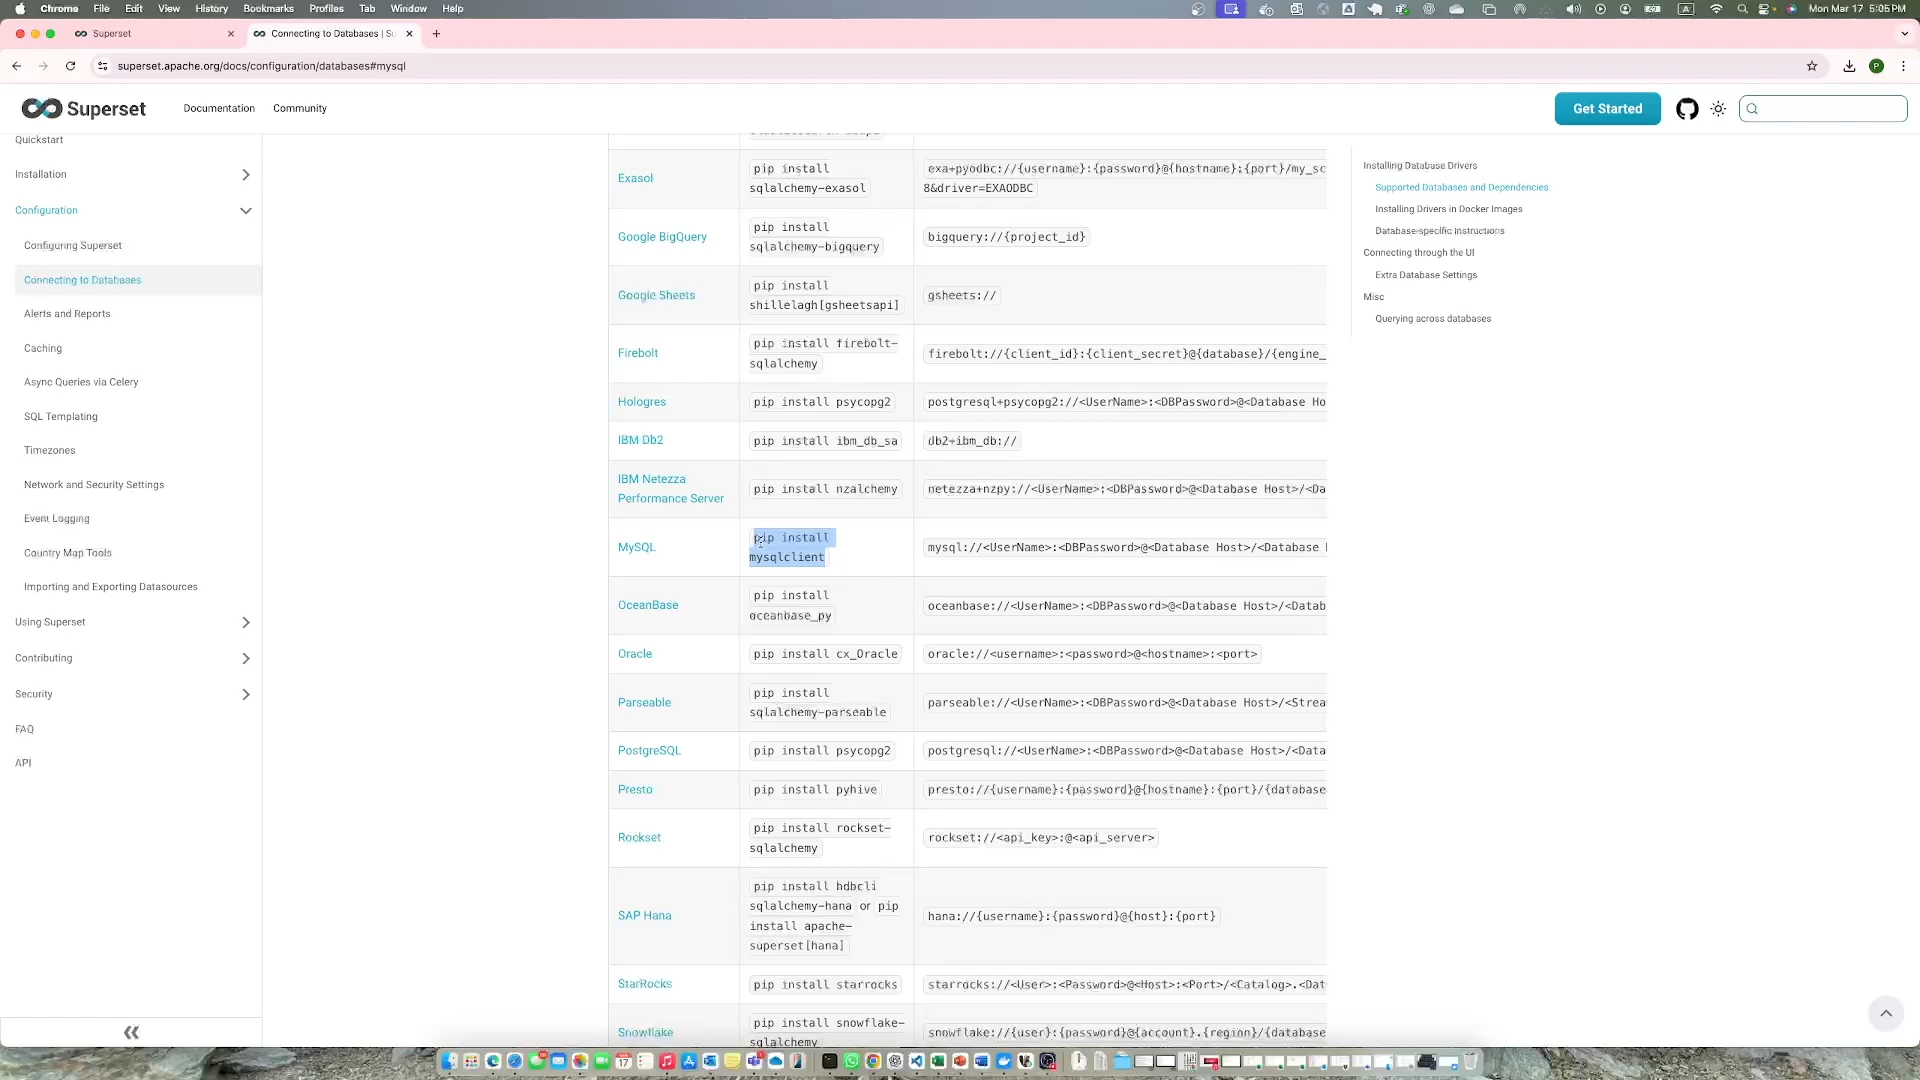 Chrome File Edit View History Bookmarks Profiles Tab Window Help Mon Mar 17 5:05 PM
Superset
Connecting to Databases | Su
superset.apache.org/docs/configuration/databases#mysql
Superset Documentation Community Get Started
Quickstart
Installation
Configuration
Configuring Superset
Connecting to Databases
Alerts and Reports
Caching
Async Queries via Celery
SQL Templating
Timezones
Network and Security Settings
Event Logging
Country Map Tools
Importing and Exporting Datasources
Using Superset
Contributing
Security
FAQ
API
Exasol
pip install
sqlalchemy-exasol
exa+pyodbc://{username}:{password}@{hostname}:{port}/my_sc
8&driver=EXAODBC
Google BigQuery
pip install
sqlalchemy-bigquery
bigquery://{project_id}
Google Sheets
pip install
shillelagh[gsheetsapi]
gsheets://
Firebolt
pip install firebolt-
sqlalchemy
firebolt://{client_id}:{client_secret}@{database}/{engine_
Hologres
pip install psycopg2
postgresql+psycopg2://<UserName>:<DBPassword>@<Database Ho
IBM Db2
pip install ibm_db_sa
db2+ibm_db://
IBM Netezza
Performance Server
pip install nzalchemy
netezza+nzpy://<UserName>:<DBPassword>@<Database Host>/<Da
MySQL
pip install
mysqlclient
mysql://<UserName>:<DBPassword>@<Database Host>/<Database
OceanBase
pip install
oceanbase_py
oceanbase://<UserName>:<DBPassword>@<Database Host>/<Datab
Oracle
pip install cx_Oracle
oracle://<username>:<password>@<hostname>:<port>
Parseable
pip install
sqlalchemy-parseable
parseable://<UserName>:<DBPassword>@<Database Host>/<Strea
PostgreSQL
pip install psycopg2
postgresql://<UserName>:<DBPassword>@<Database Host>/<Data
Presto
pip install pyhive
presto://{username}:{password}@{hostname}:{port}/{database
Rockset
pip install rockset-
sqlalchemy
rockset://<api_key>:@<api_server>
SAP Hana
pip install hdbcli
sqlalchemy-hana or pip
install apache-
superset[hana]
hana://{username}:{password}@{host}:{port}
StarRocks
pip install starrocks
starrocks://<User>:<Password>@<Host>:<Port>/<Catalog>.<Dat
Snowflake
pip install snowflake-
sqlalchemy
snowflake://{user}:{password}@{account}.{region}/{database
Installing Database Drivers
Supported Databases and Dependencies
Installing Drivers in Docker Images
Database-specific Instructions
Connecting through the UI
Extra Database Settings
Misc
Querying across databases